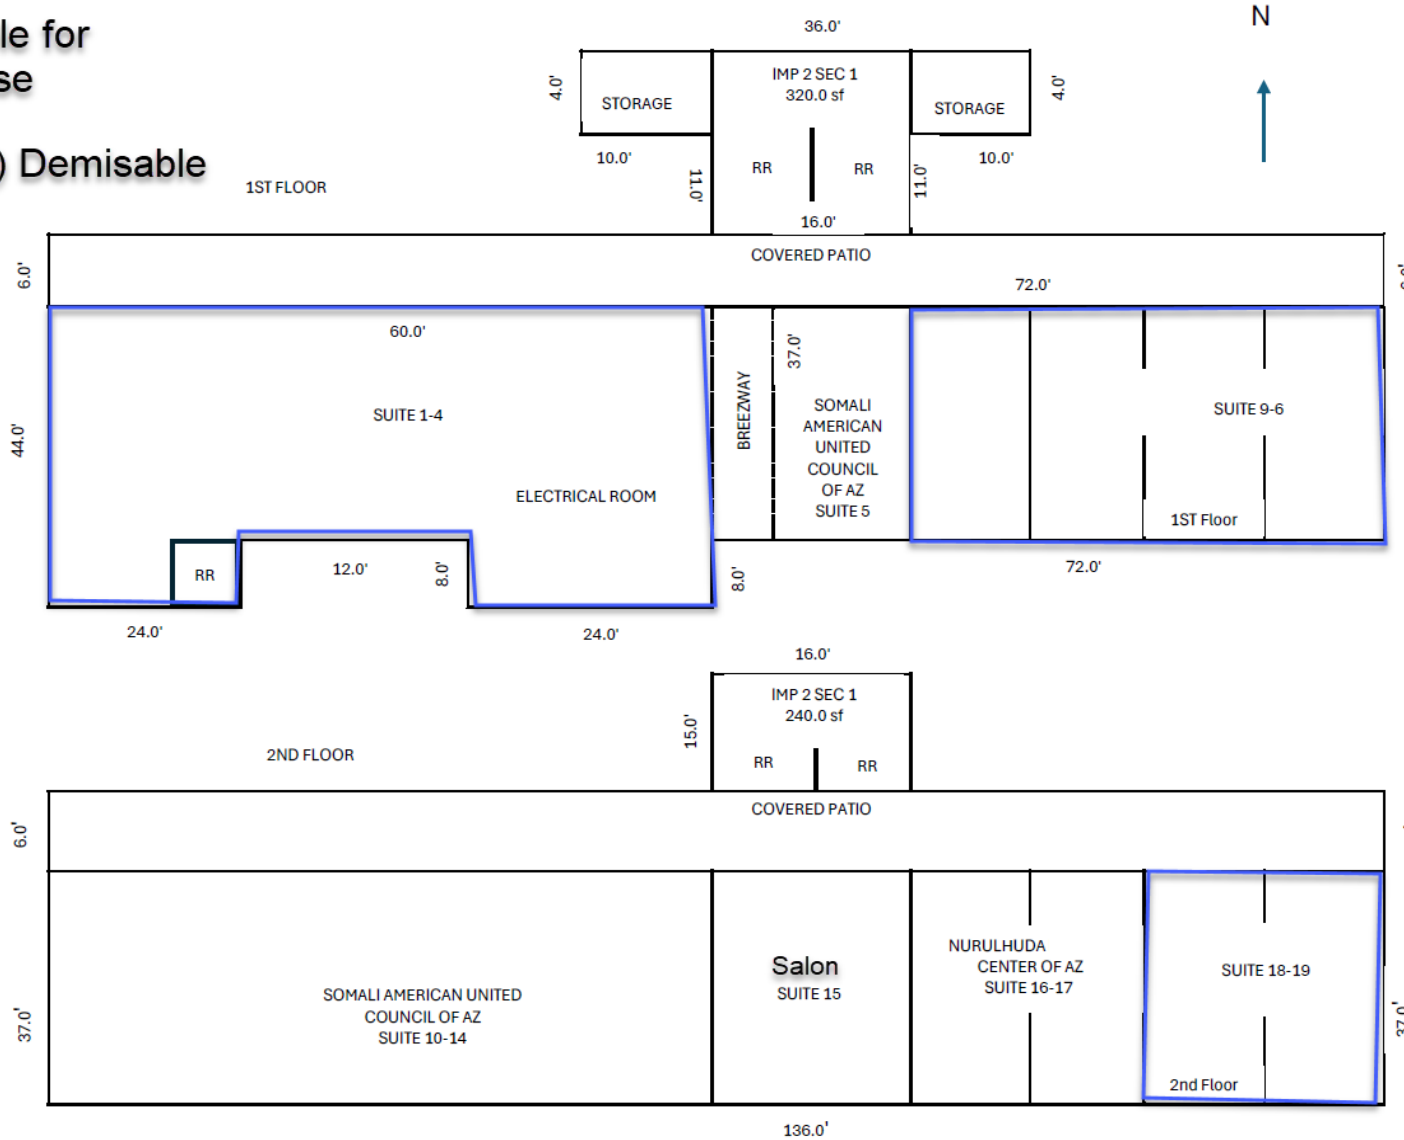 le for
se
) Demisable
N
36.0'
4.0'
STORAGE
IMP 2 SEC 1
320.0 sf
STORAGE
4.0'
10.0'
RR
RR
10.0'
11.0'
11.0'
1ST FLOOR
16.0'
COVERED PATIO
6.0'
72.0'
60.0'
37.0'
SUITE 1-4
44.0'
BREEZWAY
SOMALI
AMERICAN
UNITED
COUNCIL
OF AZ
SUITE 5
SUITE 9-6
ELECTRICAL ROOM
1ST Floor
RR
12.0'
8.0'
8.0'
72.0'
24.0'
24.0'
16.0'
IMP 2 SEC 1
240.0 sf
15.0'
2ND FLOOR
RR
RR
COVERED PATIO
6.0'
NURULHUDA
CENTER OF AZ
SUITE 16-17
Salon
SUITE 15
SUITE 18-19
SOMALI AMERICAN UNITED
COUNCIL OF AZ
SUITE 10-14
37.0'
37.0'
2nd Floor
136.0'